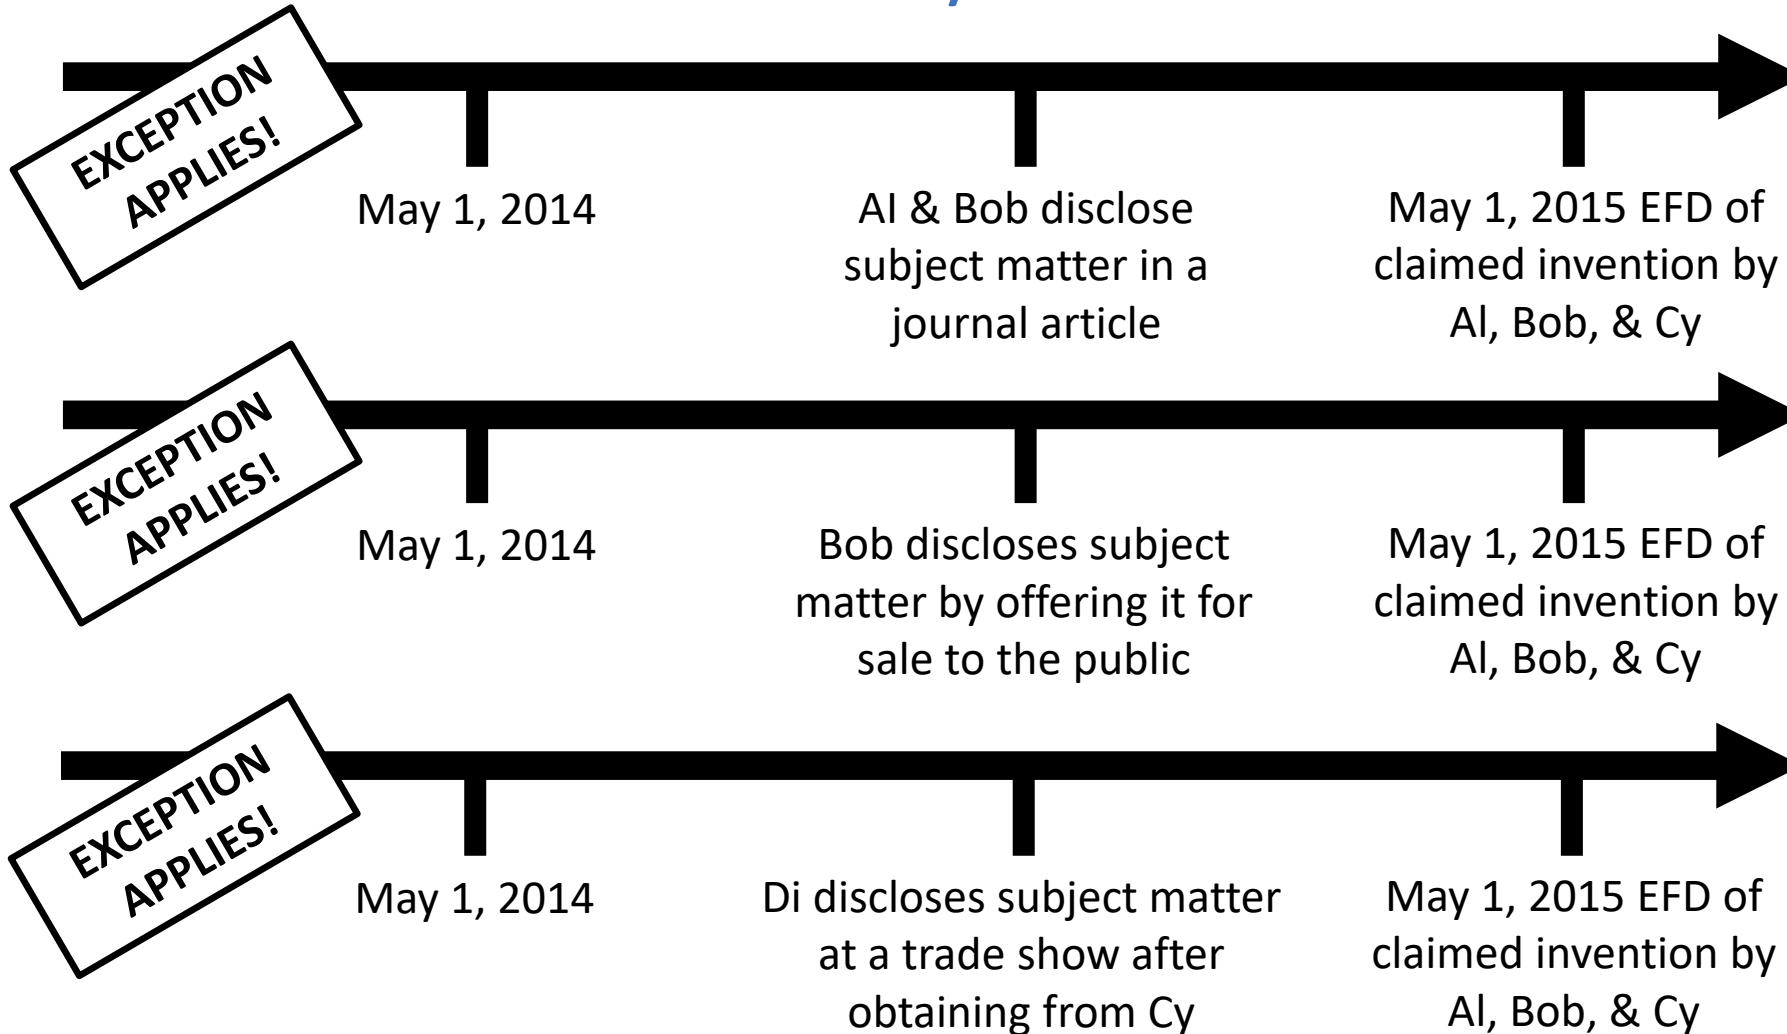 EXCEPTION
APPLIES!
May 1, 2014
AI & Bob disclose
subject matter in a
journal article
May 1, 2015 EFD of
claimed invention by
Al, Bob, & Cy
EXCEPTION
APPLIES!
May 1, 2014
Bob discloses subject
matter by offering it for
sale to the public
May 1, 2015 EFD of
claimed invention by
Al, Bob, & Cy
EXCEPTION
APPLIES!
May 1, 2014
Di discloses subject matter
at a trade show after
obtaining from Cy
May 1, 2015 EFD of
claimed invention by
Al, Bob, & Cy